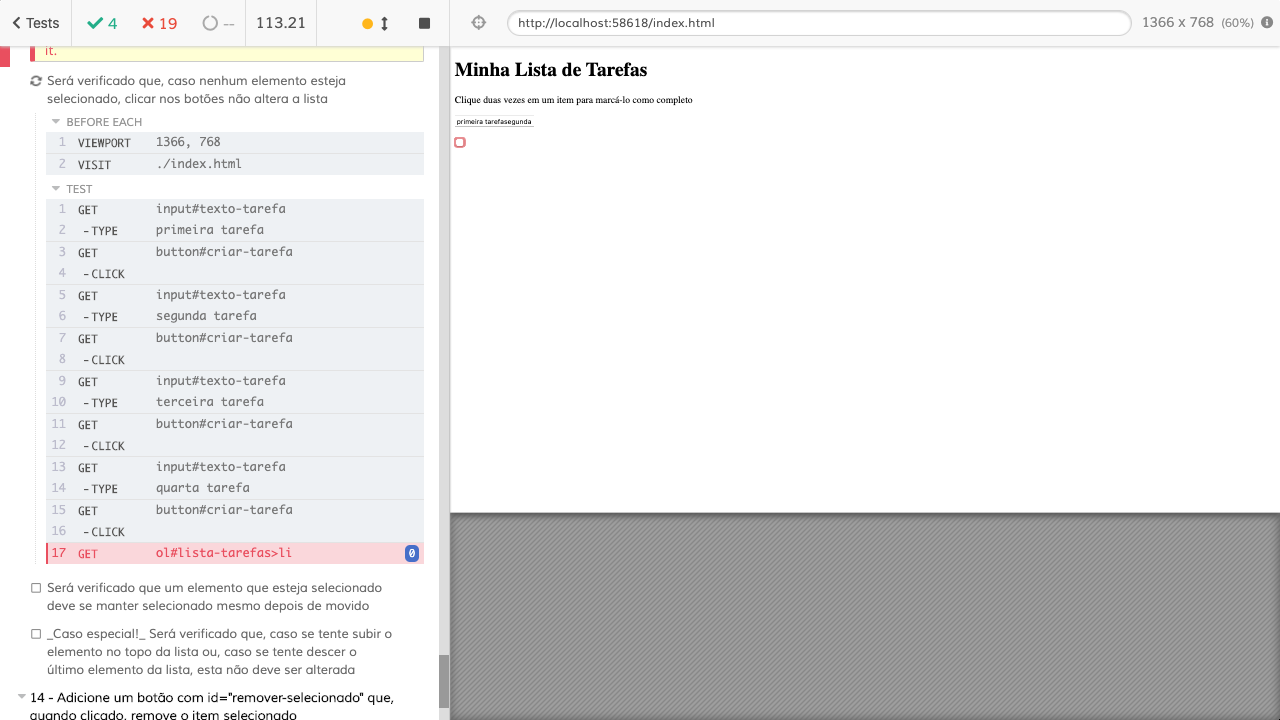 Tests 4 19 -- 113.21 http://localhost:58618/index.html 1366 x 768 (60%)
it.
Será verificado que, caso nenhum elemento esteja
selecionado, clicar nos botões não altera a lista
BEFORE EACH
1 VIEWPORT 1366, 768
2 VISIT ./index.html
TEST
1 GET input#texto-tarefa
2 -TYPE primeira tarefa
3 GET button#criar-tarefa
4 -CLICK
5 GET input#texto-tarefa
6 -TYPE segunda tarefa
7 GET button#criar-tarefa
8 -CLICK
9 GET input#texto-tarefa
10 -TYPE terceira tarefa
11 GET button#criar-tarefa
12 -CLICK
13 GET input#texto-tarefa
14 -TYPE quarta tarefa
15 GET button#criar-tarefa
16 -CLICK
17 GET ol#lista-tarefas>li 0
Será verificado que um elemento que esteja selecionado
deve se manter selecionado mesmo depois de movido
_Caso especial!_ Será verificado que, caso se tente subir o
elemento no topo da lista ou, caso se tente descer o
último elemento da lista, esta não deve ser alterada
14 - Adicione um botão com id="remover-selecionado" que,
quando clicado, remove o item selecionado
Minha Lista de Tarefas
Clique duas vezes em um item para marcá-lo como completo
primeira tarefasegunda